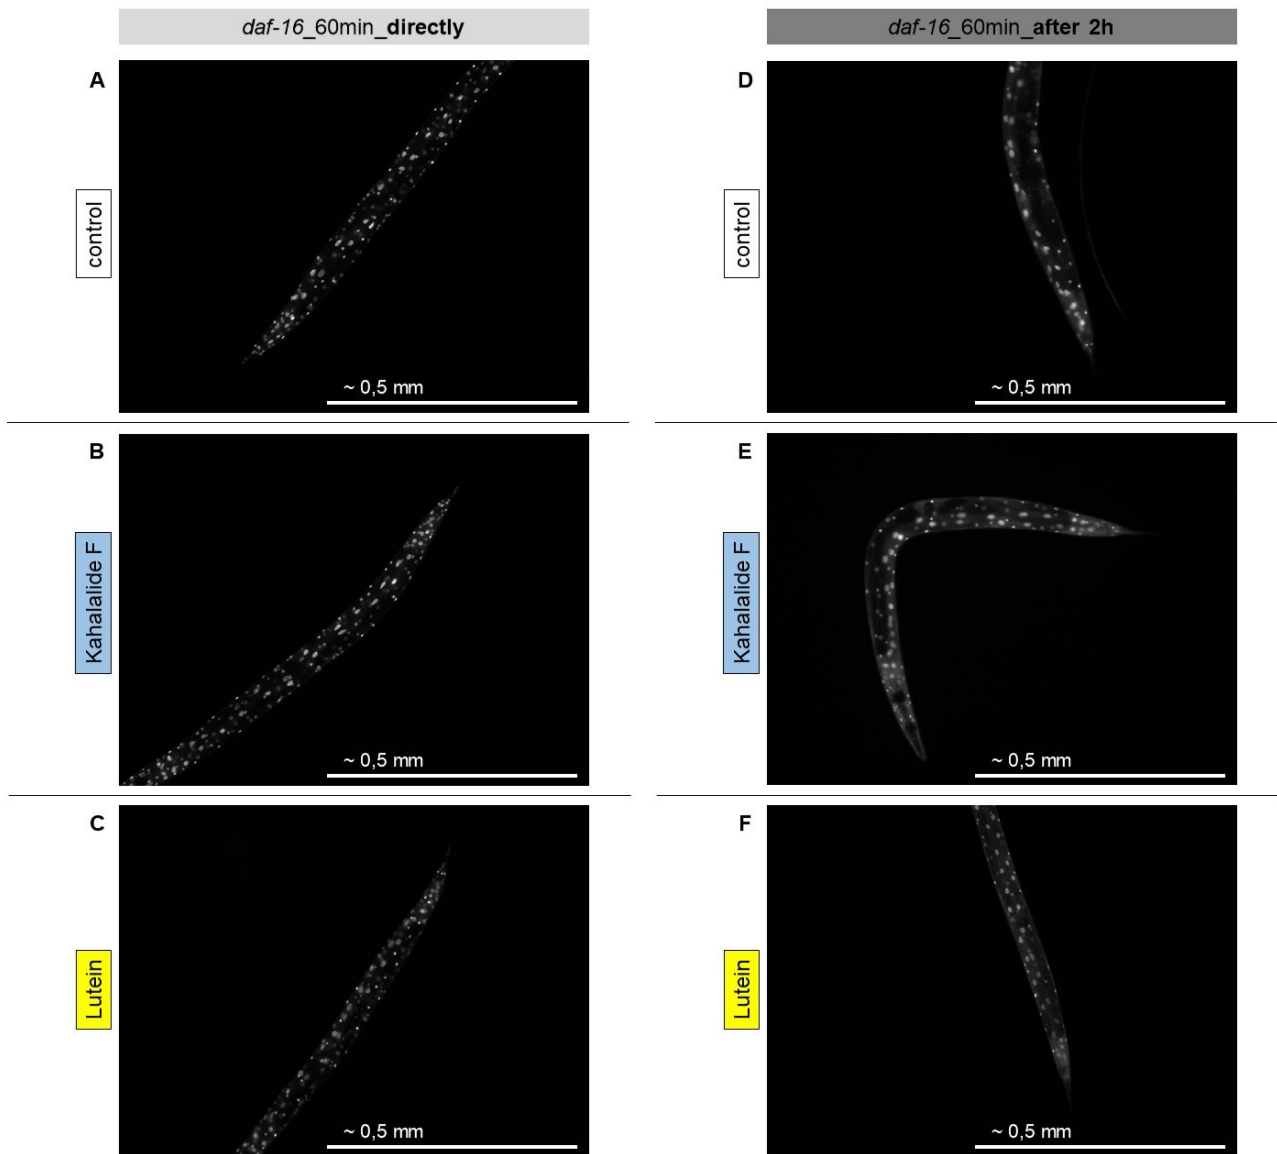 daf-16_60min_directly
daf-16_60min_after 2h
A
control
~ 0,5 mm
D
control
~ 0,5 mm
B
Kahalalide F
~ 0,5 mm
E
Kahalalide F
~ 0,5 mm
C
Lutein
~ 0,5 mm
F
Lutein
~ 0,5 mm